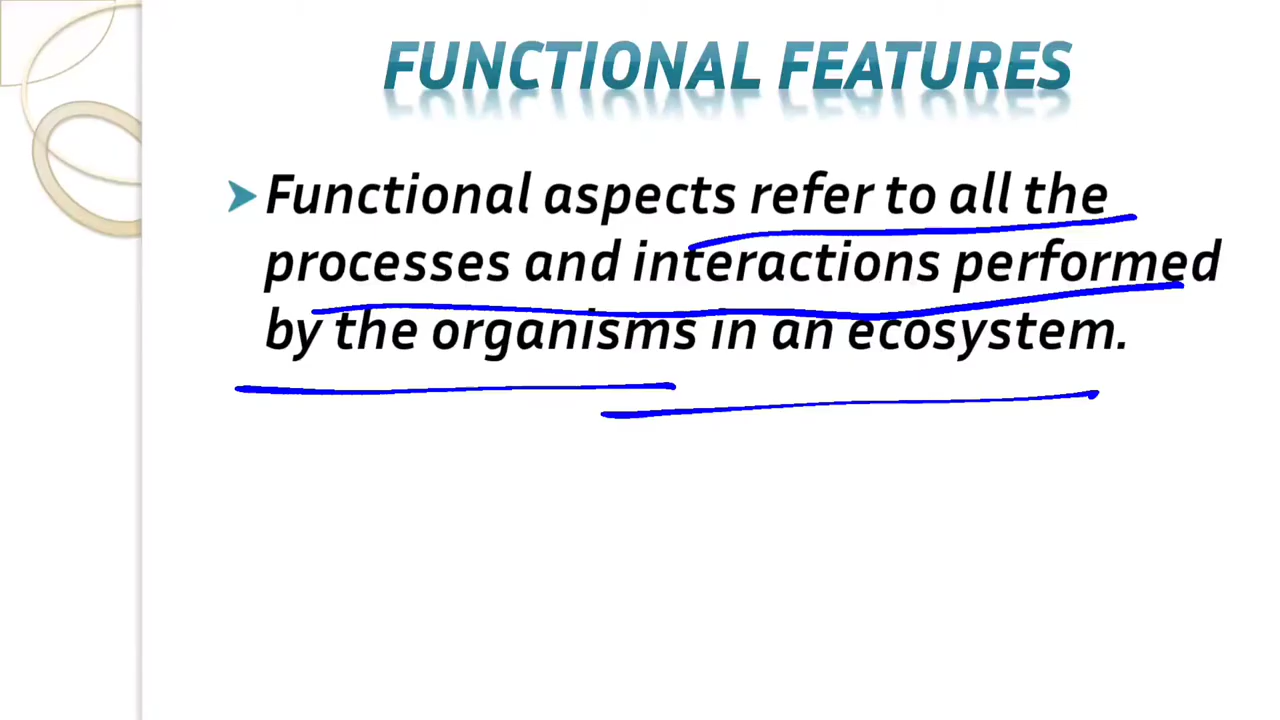 FUNCTIONAL FEATURES
Functional aspects refer to all the
processes and interactions performed
by the organisms in an ecosystem.